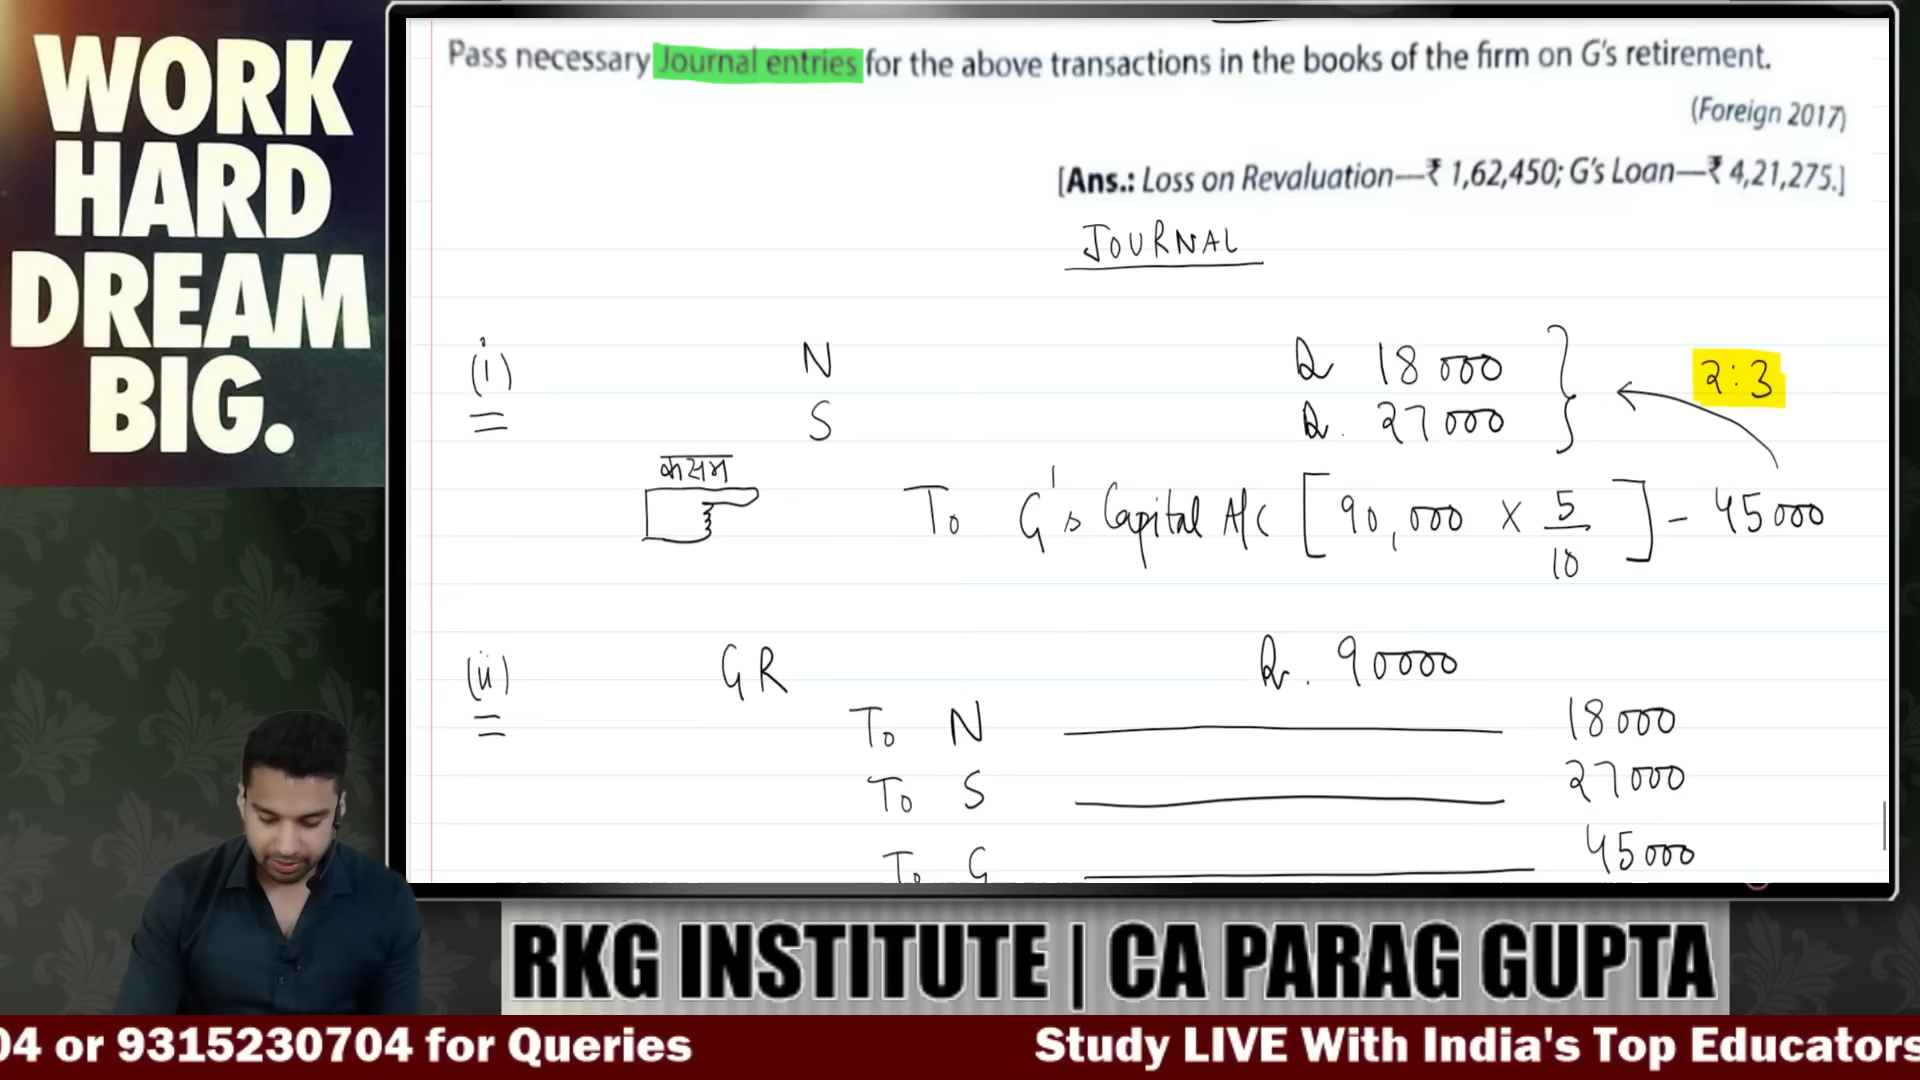 WORK
HARD
DREAM
BIG.
Pass necessary Journal entries for the above transactions in the books of the firm on G's retirement.
(Foreign 2017)
[Ans.: Loss on Revaluation—₹ 1,62,450; G's Loan—₹ 4,21,275.]
JOURNAL
(i) N Dr 18000
S Dr. 27000
2:3
कसम
To G's Capital A/c [90,000 x 5/10] - 45000
(ii) GR Dr. 90000
To N 18000
To S 27000
To G 45000
RKG INSTITUTE | CA PARAG GUPTA
04 or 9315230704 for Queries Study LIVE With India's Top Educators